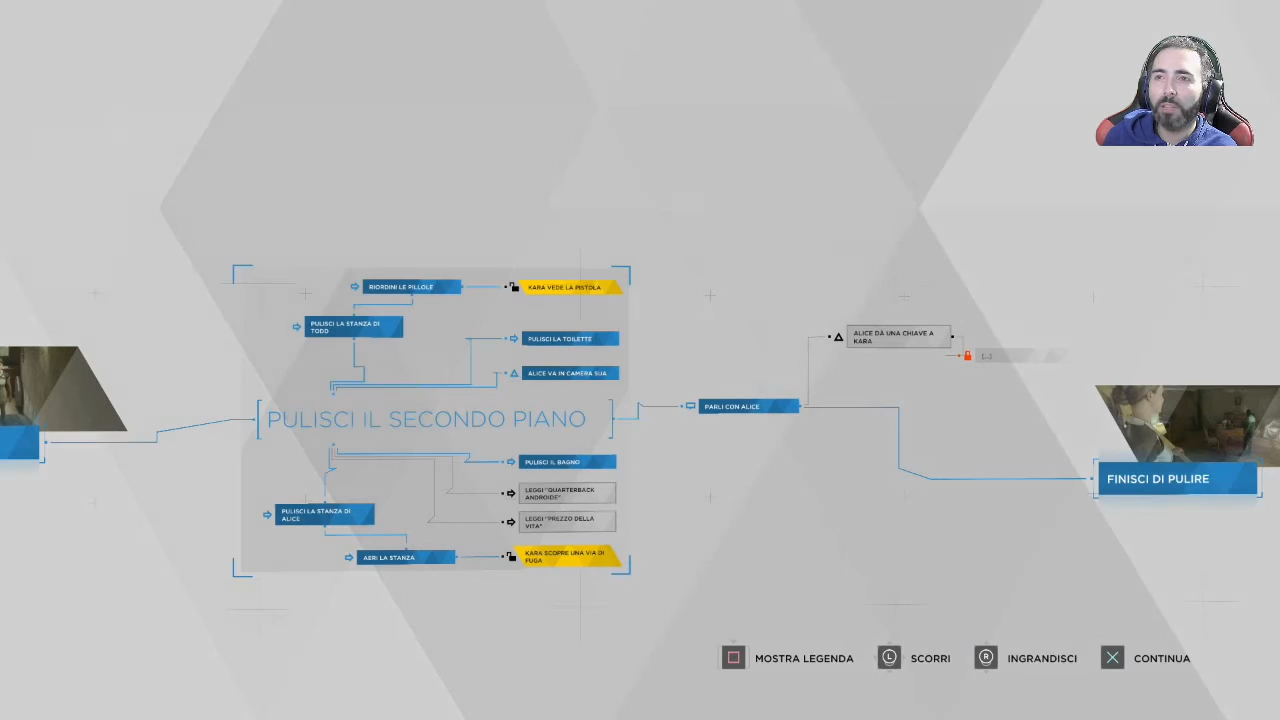 RIORDINI LE PILLOLE
KARA VEDE LA PISTOLA
PULISCI LA STANZA DI
TODD
PULISCI LA TOILETTE
ALICE VA IN CAMERA SUA
PULISCI IL SECONDO PIANO
PULISCI IL BAGNO
LEGGI "QUARTERBACK
ANDROIDE"
LEGGI "PREZZO DELLA
VITA"
PULISCI LA STANZA DI
ALICE
AERI LA STANZA
KARA SCOPRE UNA VIA DI
FUGA
PARLI CON ALICE
ALICE DÀ UNA CHIAVE A
KARA
[...]
FINISCI DI PULIRE
MOSTRA LEGENDA
L SCORRI
R INGRANDISCI
CONTINUA